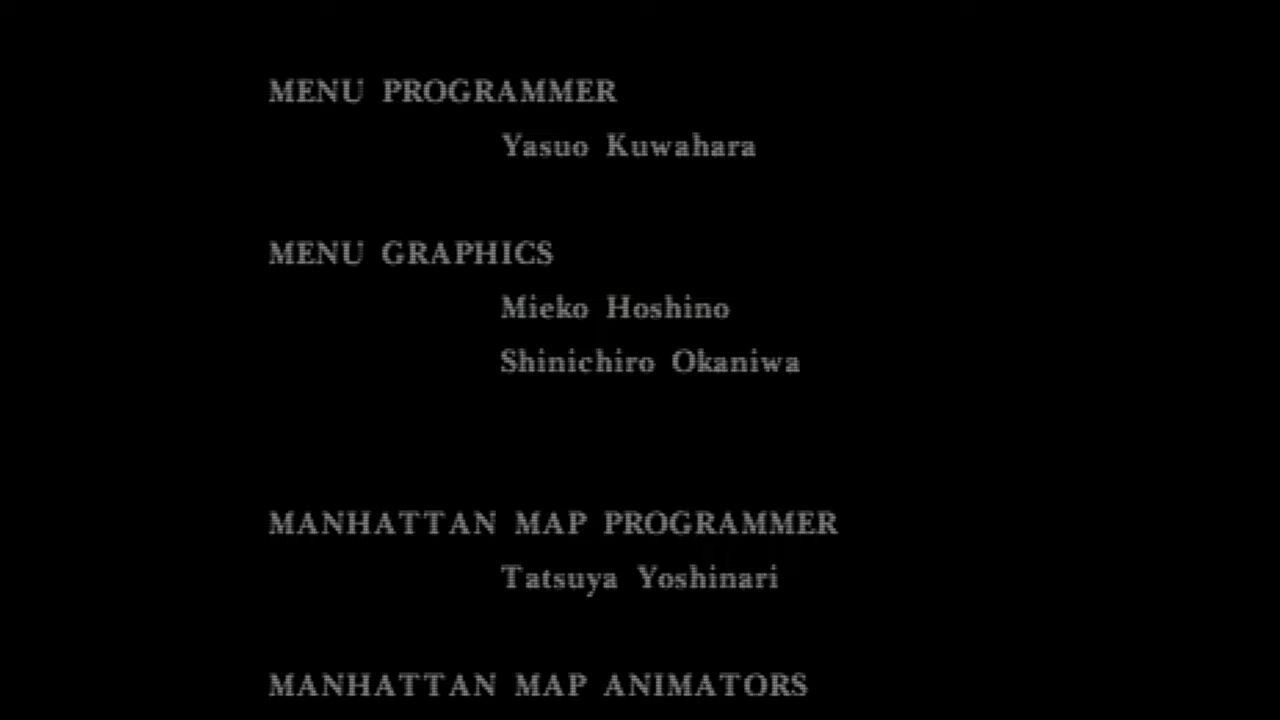 MENU PROGRAMMER
Yasuo Kuwahara
MENU GRAPHICS
Mieko Hoshino
Shinichiro Okaniwa
MANHATTAN MAP PROGRAMMER
Tatsuya Yoshinari
MANHATTAN MAP ANIMATORS